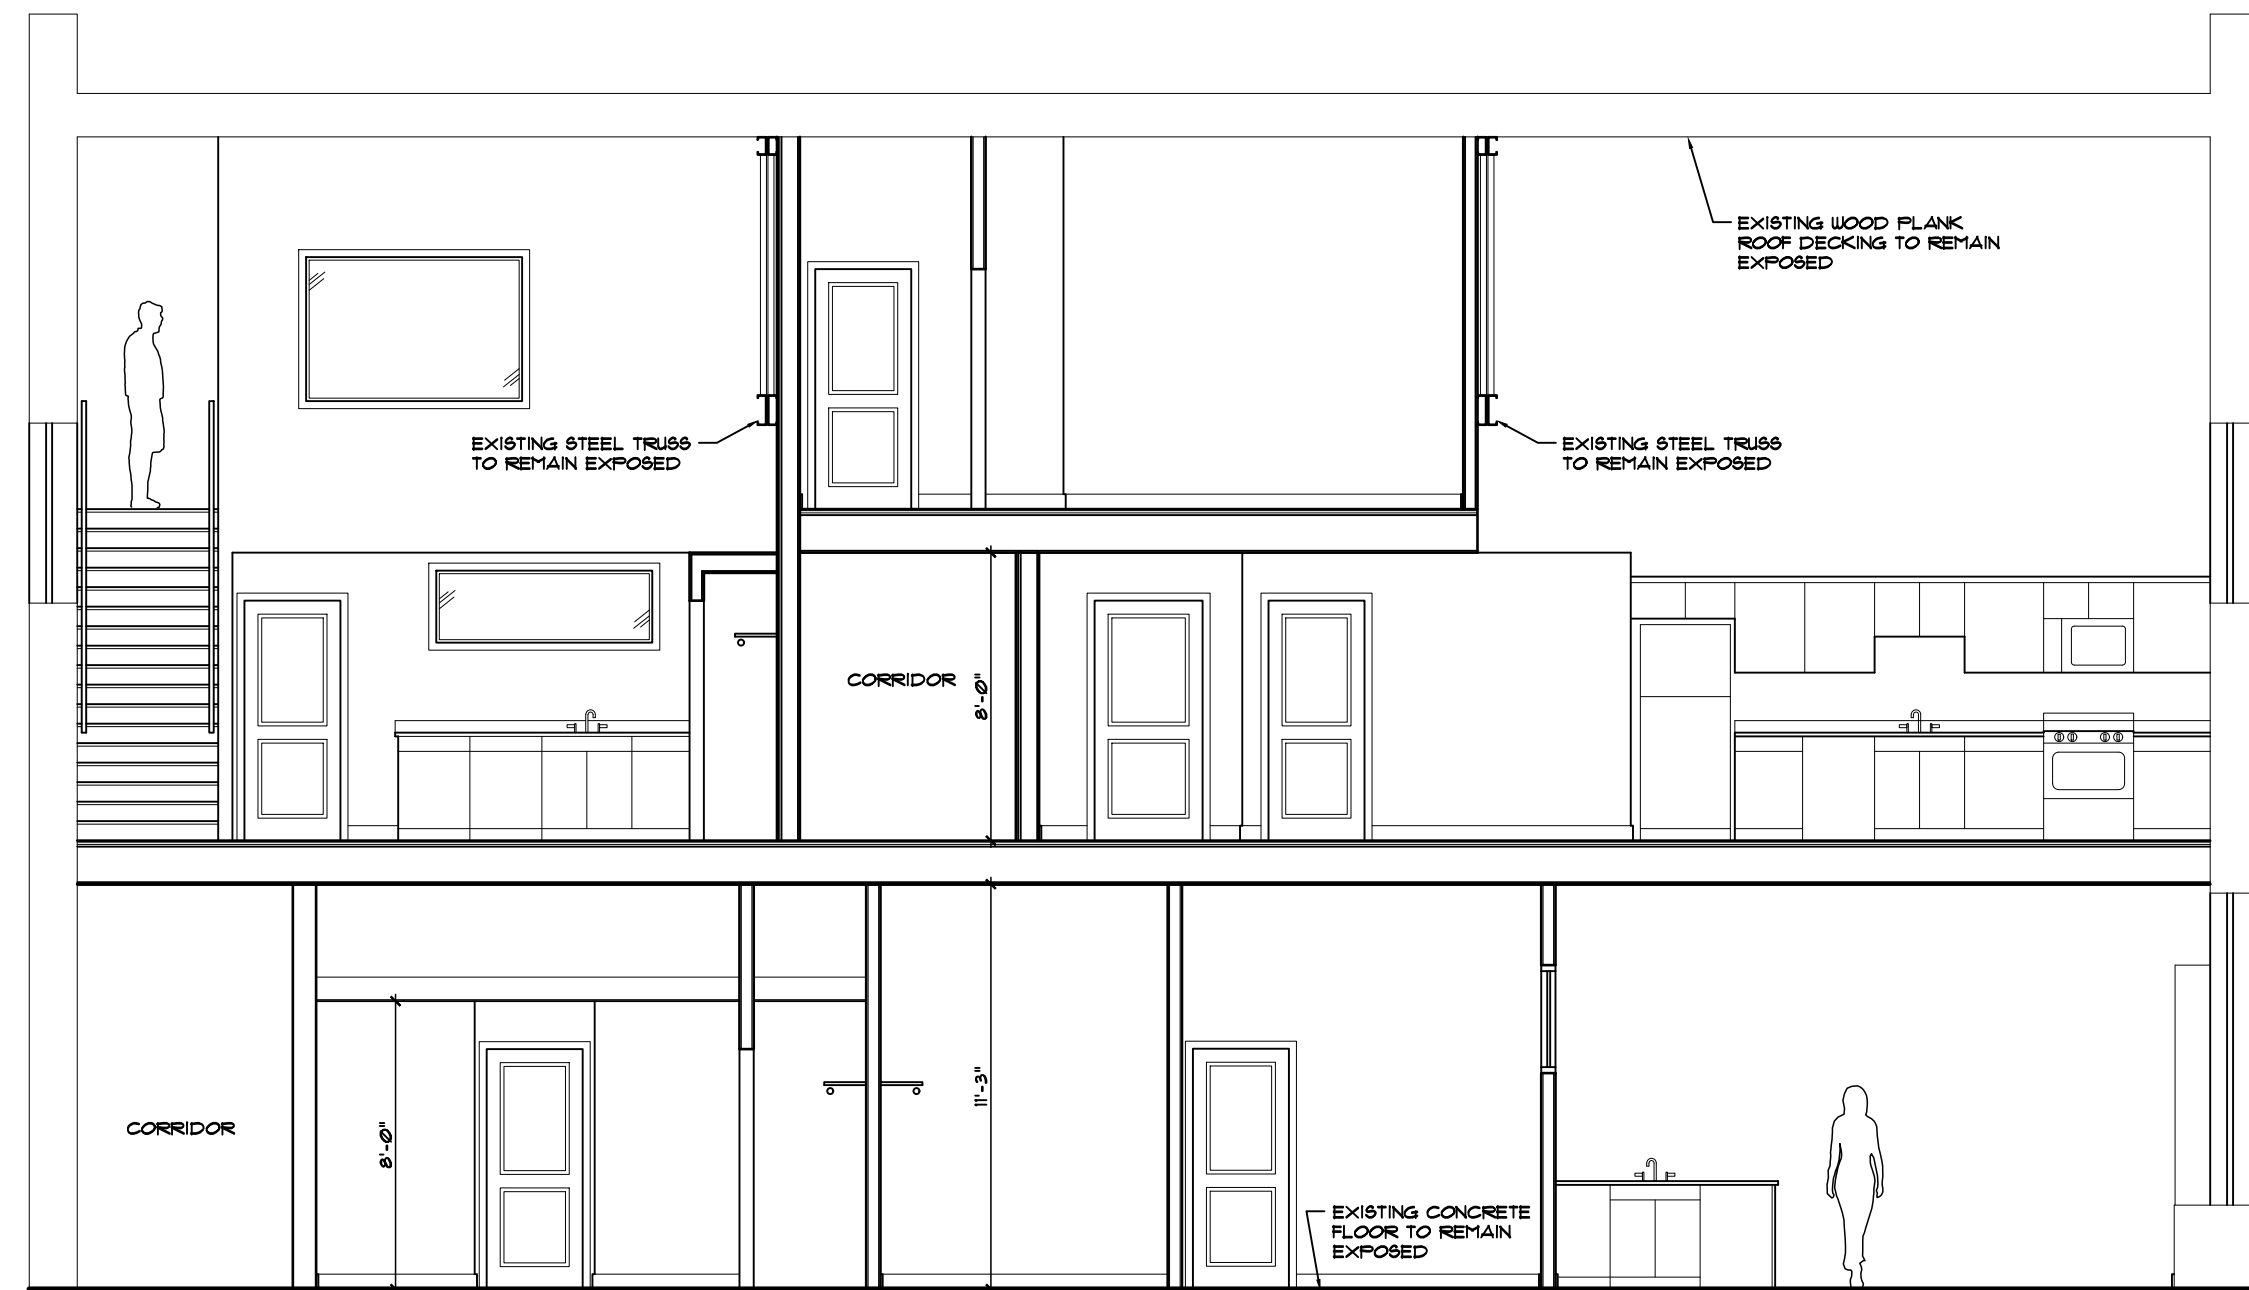 EXISTING WOOD PLANK
ROOF DECKING TO REMAIN
EXPOSED
EXISTING STEEL TRUSS
TO REMAIN EXPOSED
EXISTING STEEL TRUSS
TO REMAIN EXPOSED
CORRIDOR
8'-0"
CORRIDOR
8'-0"
11'-3"
EXISTING CONCRETE
FLOOR TO REMAIN
EXPOSED